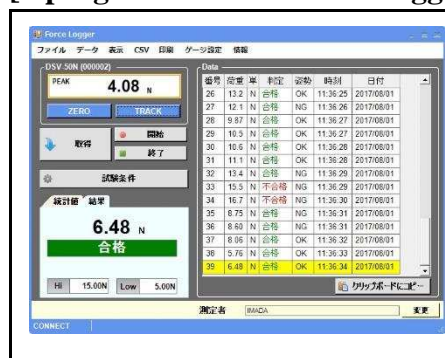 Force Logger
ファイル データ 表示 CSV 印刷 ゲージ設定 情報
DSV-50N (000002)
PEAK
4.08 N
ZERO TRACK
取得
開始
終了
試験条件
統計値 結果
6.48 N
合格
Hi 15.00N Low 5.00N
Data
番号 荷重 単 判定 姿勢 時刻 日付
26 13.2 N 合格 OK 11:36:25 2017/08/01
27 12.1 N 合格 NG 11:36:26 2017/08/01
28 9.87 N 合格 OK 11:36:27 2017/08/01
29 10.5 N 合格 OK 11:36:27 2017/08/01
30 10.6 N 合格 OK 11:36:28 2017/08/01
31 11.1 N 合格 OK 11:36:28 2017/08/01
32 13.4 N 合格 NG 11:36:29 2017/08/01
33 15.5 N 不合格 NG 11:36:29 2017/08/01
34 16.7 N 不合格 NG 11:36:30 2017/08/01
35 8.75 N 合格 NG 11:36:31 2017/08/01
36 8.60 N 合格 NG 11:36:31 2017/08/01
37 8.06 N 合格 OK 11:36:32 2017/08/01
38 5.76 N 合格 OK 11:36:33 2017/08/01
39 6.48 N 合格 OK 11:36:34 2017/08/01
クリップボードにコピー
測定者 IMADA 変更
CONNECT